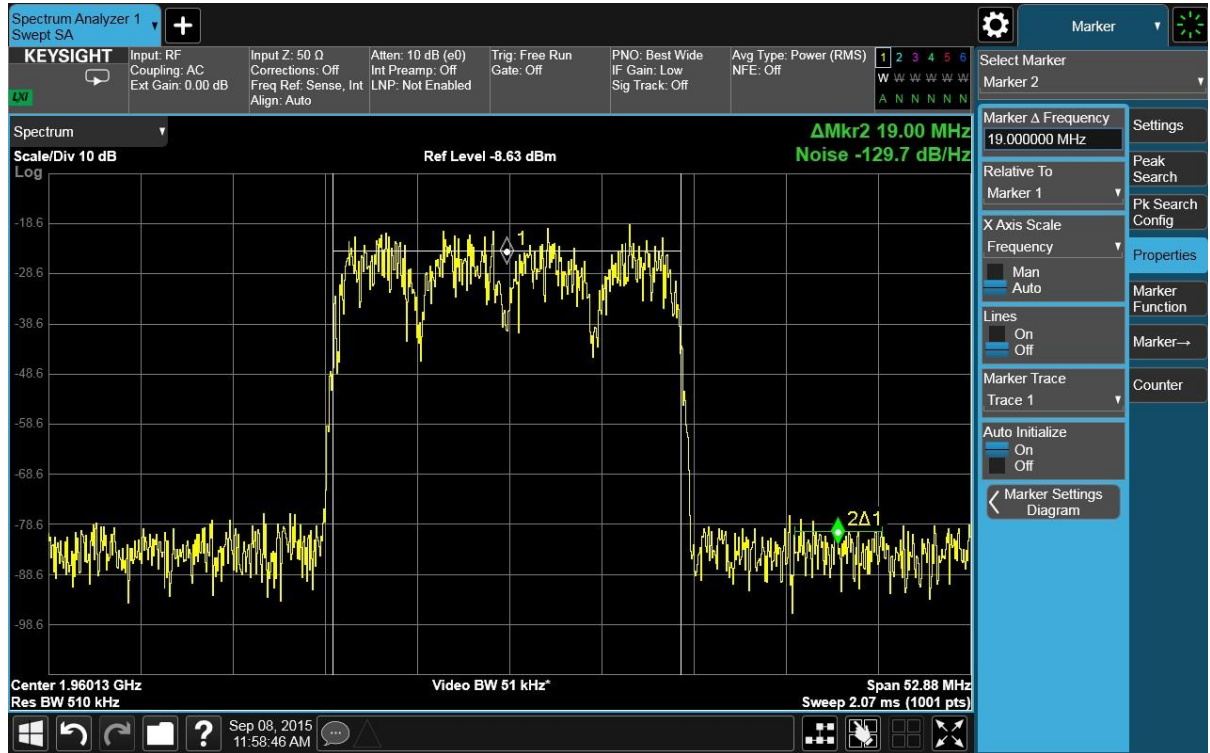 Spectrum Analyzer 1
Swept SA
Marker
KEYSIGHT
LXI
Input: RF
Coupling: AC
Ext Gain: 0.00 dB
Input Z: 50 Ω
Corrections: Off
Freq Ref: Sense, Int
Align: Auto
Atten: 10 dB (e0)
Int Preamp: Off
LNP: Not Enabled
Trig: Free Run
Gate: Off
PNO: Best Wide
IF Gain: Low
Sig Track: Off
Avg Type: Power (RMS)
NFE: Off
1 2 3 4 5 6
W W W W W W
A N N N N N
Select Marker
Marker 2
Spectrum
ΔMkr2 19.00 MHz
Scale/Div 10 dB
Ref Level -8.63 dBm
Noise -129.7 dB/Hz
Log
-18.6
-28.6
-38.6
-48.6
-58.6
-68.6
-78.6
-88.6
-98.6
1
2Δ1
Center 1.96013 GHz
Video BW 51 kHz*
Span 52.88 MHz
Res BW 510 kHz
Sweep 2.07 ms (1001 pts)
Marker Δ Frequency
19.000000 MHz
Relative To
Marker 1
X Axis Scale
Frequency
Man
Auto
Lines
On
Off
Marker Trace
Trace 1
Auto Initialize
On
Off
Marker Settings
Diagram
Settings
Peak
Search
Pk Search
Config
Properties
Marker
Function
Marker→
Counter
?
Sep 08, 2015
11:58:46 AM